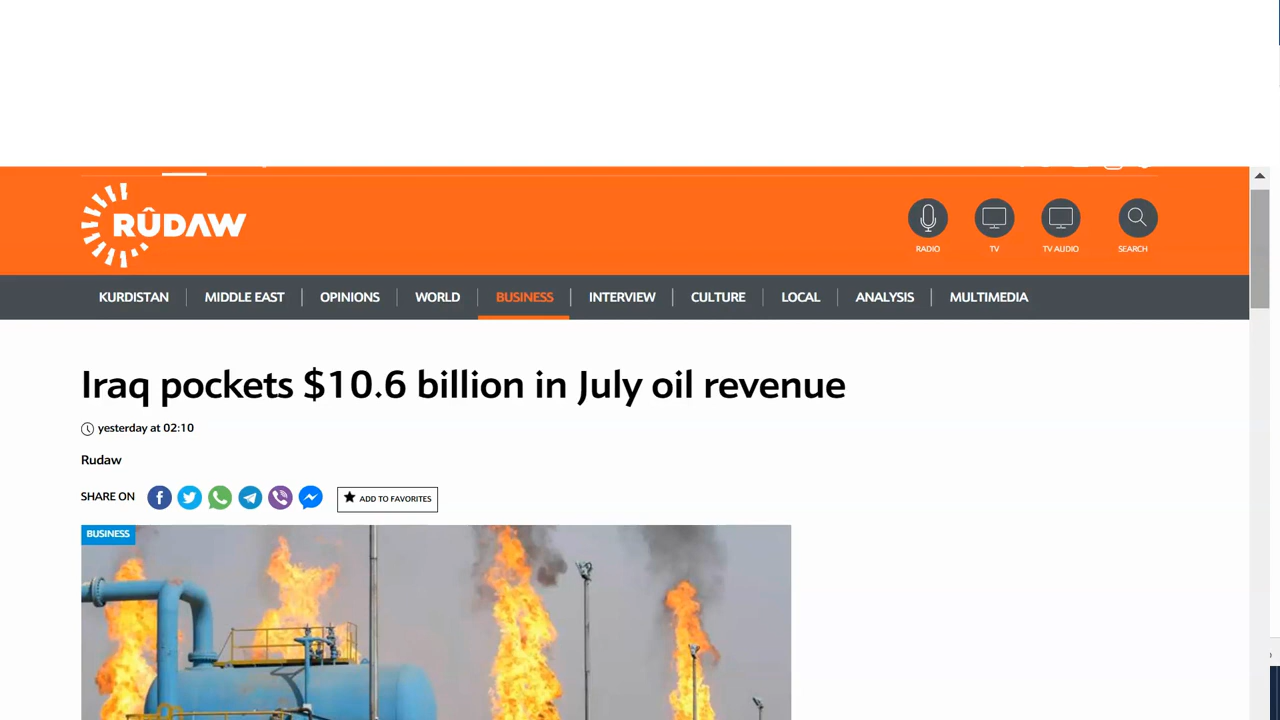 RÛDAW
RADIO
TV
TV AUDIO
SEARCH
KURDISTAN
MIDDLE EAST
OPINIONS
WORLD
BUSINESS
INTERVIEW
CULTURE
LOCAL
ANALYSIS
MULTIMEDIA
Iraq pockets $10.6 billion in July oil revenue
yesterday at 02:10
Rudaw
SHARE ON
ADD TO FAVORITES
BUSINESS